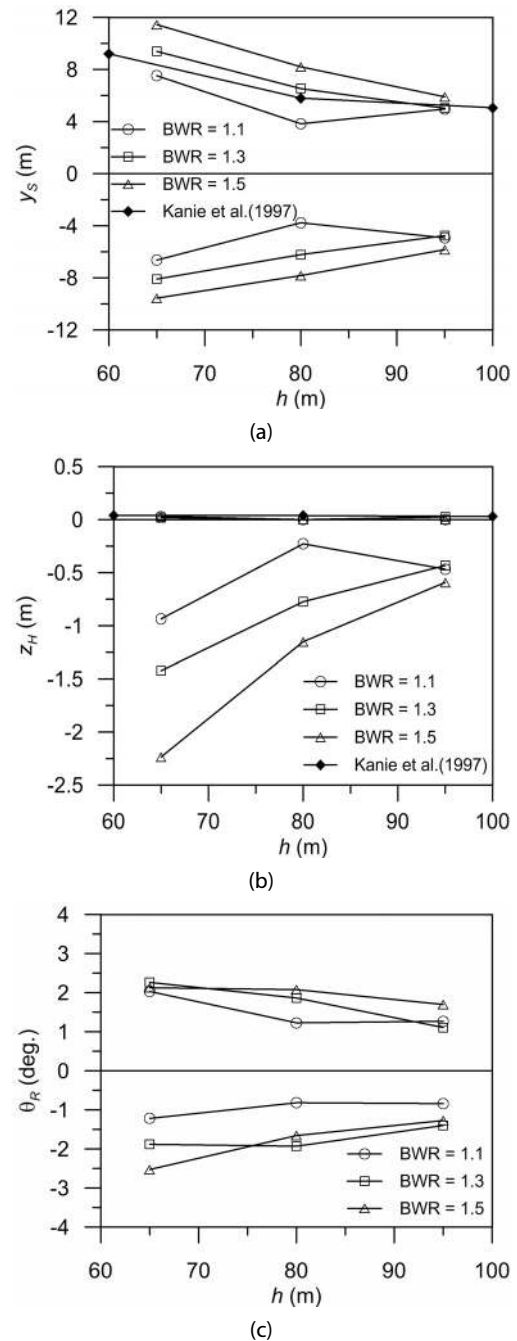 12
8
4
0
-4
-8
-12
y_S (m)
BWR = 1.1
BWR = 1.3
BWR = 1.5
Kanie et al.(1997)
60 70 80 90 100
h (m)
(a)
0.5
0
-0.5
-1
-1.5
-2
-2.5
z_H (m)
BWR = 1.1
BWR = 1.3
BWR = 1.5
Kanie et al.(1997)
60 70 80 90 100
h (m)
(b)
4
3
2
1
0
-1
-2
-3
-4
θ_R (deg.)
BWR = 1.1
BWR = 1.3
BWR = 1.5
60 70 80 90 100
h (m)
(c)